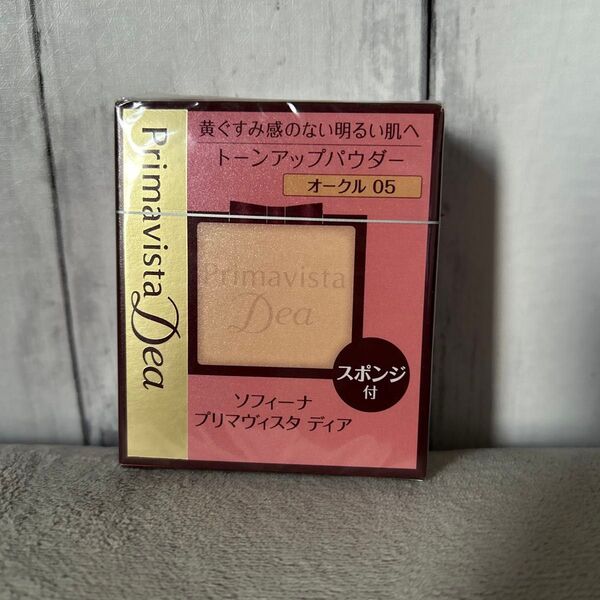 Primavista Dea
黄ぐすみ感のない明るい肌へ
トーンアップパウダー
オークル 05
Primavista
Dea
スポンジ
付
ソフィーナ
プリマヴィスタ ディア